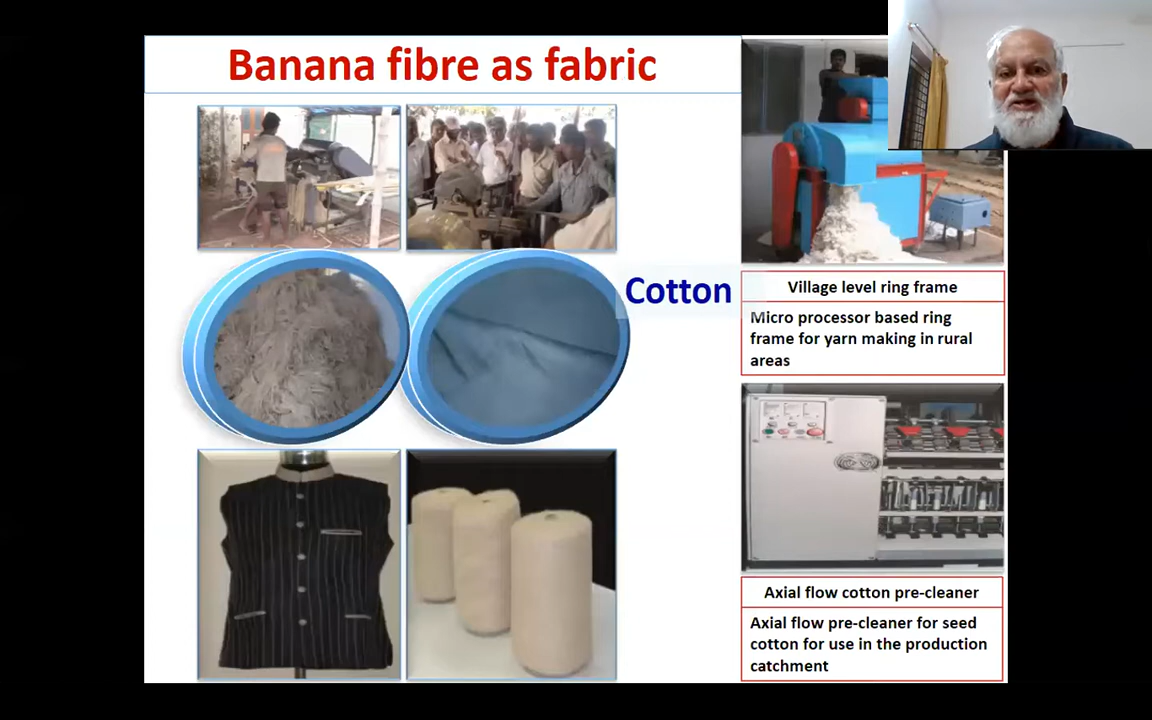 Banana fibre as fabric
Cotton
Village level ring frame
Micro processor based ring
frame for yarn making in rural
areas
Axial flow cotton pre-cleaner
Axial flow pre-cleaner for seed
cotton for use in the production
catchment